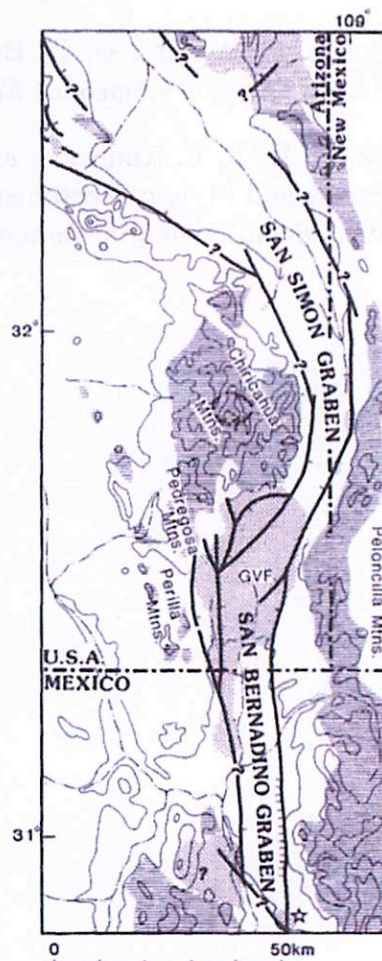 109°
Arizona
New Mexico
?
?
?
?
?
SAN SIMON GRABEN
32°
?
Chiricahua
Mtns.
Pedregosa
Mtns.
Perilla
Mtns.
GVF
Peloncilla Mtns.
U.S.A.
MEXICO
SAN BERNADINO GRABEN
?
31°
?
?
0
50km